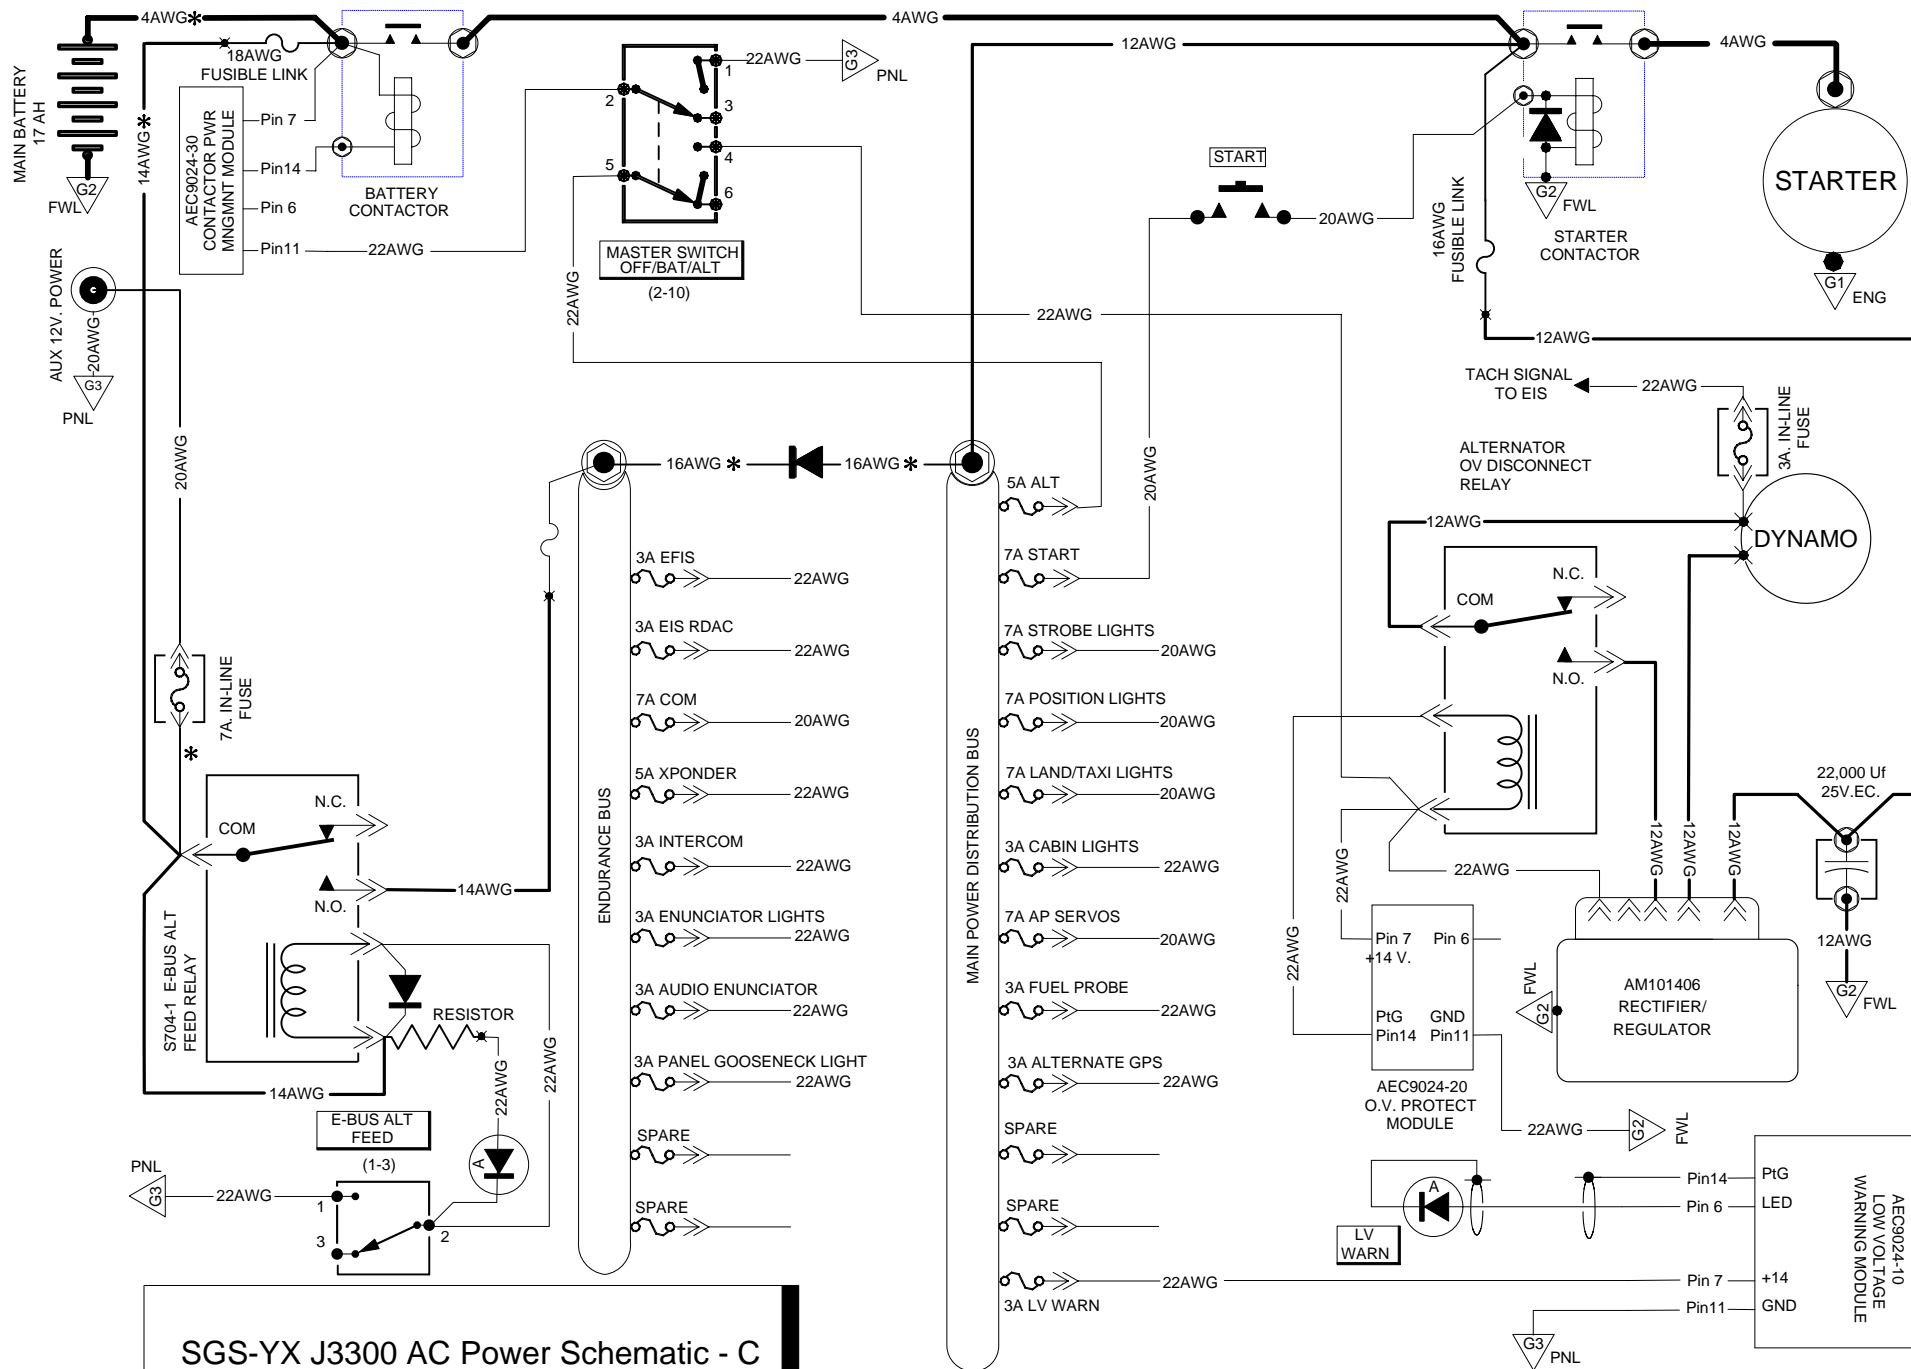 4AWG*
4AWG
4AWG
12AWG
18AWG
FUSIBLE LINK
MAIN BATTERY
17 AH
G2
FWL
14AWG*
AEC9024-30
CONTACTOR PWR
MNGMNT MODULE
Pin 7
Pin14
Pin 6
Pin11
22AWG
BATTERY
CONTACTOR
1
2
3
4
5
6
22AWG
G3
PNL
MASTER SWITCH
OFF/BAT/ALT
(2-10)
22AWG
22AWG
START
20AWG
20AWG
16AWG
FUSIBLE LINK
G2
FWL
STARTER
CONTACTOR
STARTER
G1
ENG
12AWG
AUX 12V. POWER
20AWG
G3
PNL
20AWG
7A. IN-LINE
FUSE
*
TACH SIGNAL
TO EIS
22AWG
3A. IN-LINE
FUSE
ALTERNATOR
OV DISCONNECT
RELAY
DYNAMO
12AWG
N.C.
COM
N.O.
16AWG *
16AWG *
ENDURANCE BUS
3A EFIS
22AWG
3A EIS RDAC
22AWG
7A COM
20AWG
5A XPONDER
22AWG
3A INTERCOM
22AWG
3A ENUNCIATOR LIGHTS
22AWG
3A AUDIO ENUNCIATOR
22AWG
3A PANEL GOOSENECK LIGHT
22AWG
SPARE
SPARE
MAIN POWER DISTRIBUTION BUS
5A ALT
7A START
7A STROBE LIGHTS
20AWG
7A POSITION LIGHTS
20AWG
7A LAND/TAXI LIGHTS
20AWG
3A CABIN LIGHTS
22AWG
7A AP SERVOS
20AWG
3A FUEL PROBE
22AWG
3A ALTERNATE GPS
22AWG
SPARE
SPARE
22AWG
3A LV WARN
N.C.
COM
N.O.
14AWG
S704-1 E-BUS ALT
FEED RELAY
RESISTOR
22AWG
22AWG
14AWG
E-BUS ALT
FEED
(1-3)
A
PNL
G3
22AWG
1
2
3
22AWG
22AWG
22AWG
12AWG
12AWG
12AWG
22,000 Uf
25V.EC.
12AWG
G2
FWL
Pin 7
+14 V.
Pin 6
PtG
Pin14
GND
Pin11
AEC9024-20
O.V. PROTECT
MODULE
FWL
G2
AM101406
RECTIFIER/
REGULATOR
22AWG
G2
FWL
A
LV
WARN
Pin14
PtG
Pin 6
LED
Pin 7
+14
Pin11
GND
AEC9024-10
LOW VOLTAGE
WARNING MODULE
G3
PNL
SGS-YX J3300 AC Power Schematic - C